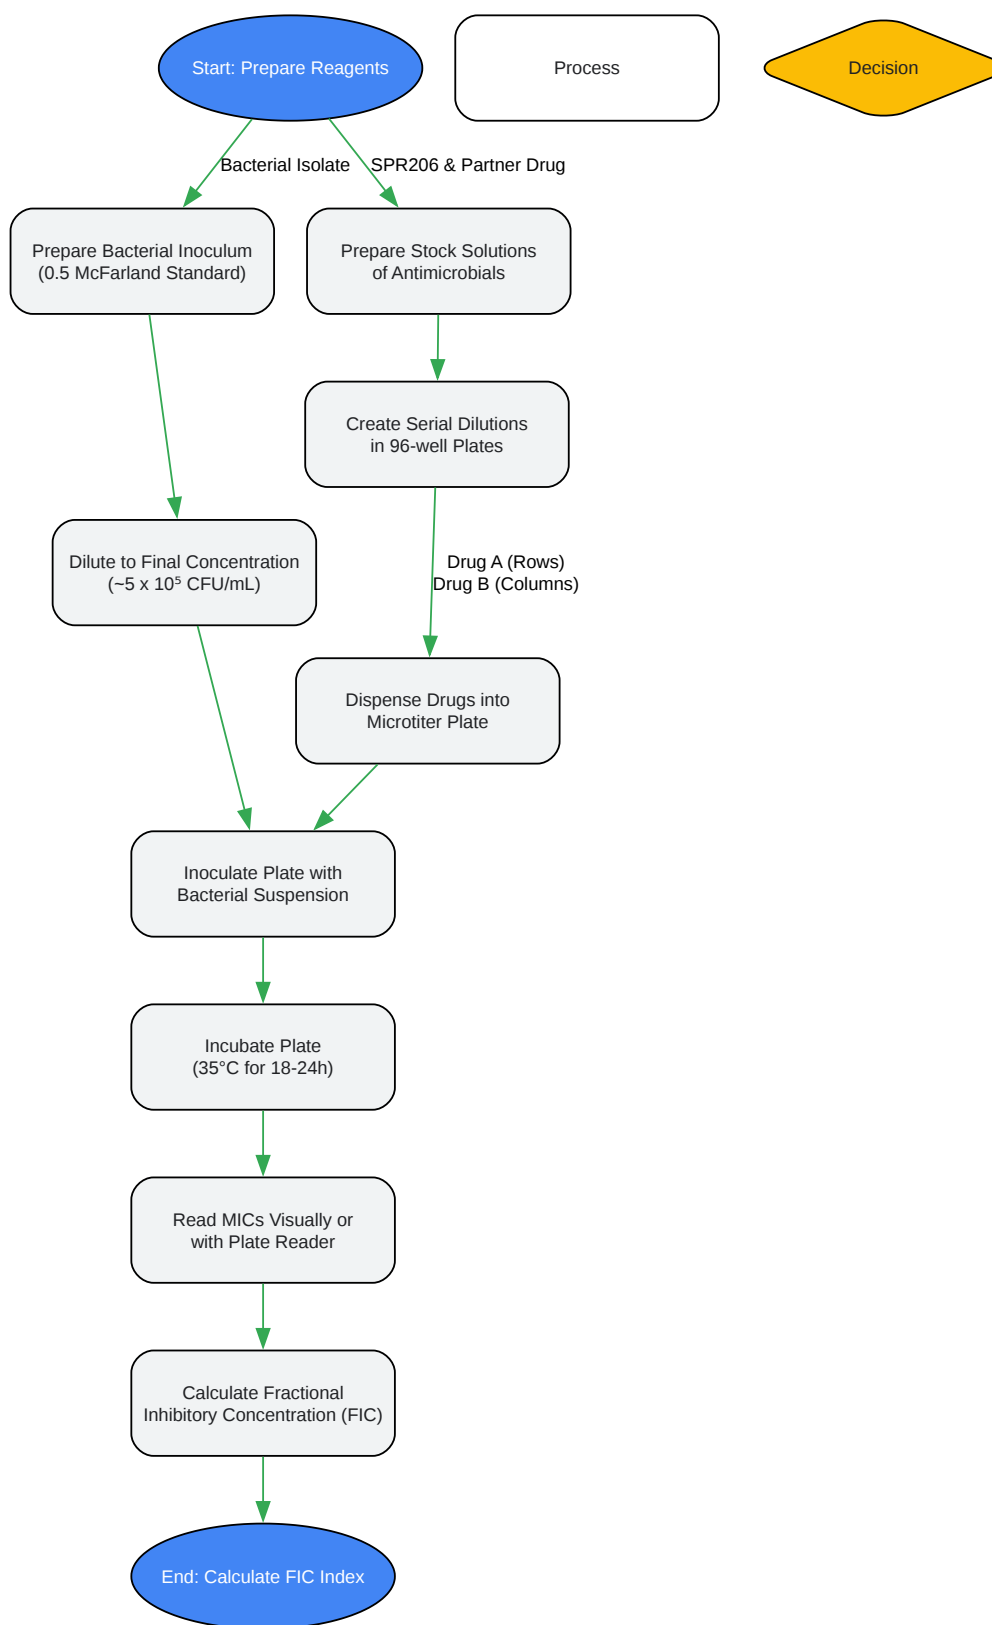 Start: Prepare Reagents
Process
Decision
Bacterial Isolate
SPR206 & Partner Drug
Prepare Bacterial Inoculum
(0.5 McFarland Standard)
Prepare Stock Solutions
of Antimicrobials
Create Serial Dilutions
in 96-well Plates
Dilute to Final Concentration
(~5 x 10⁵ CFU/mL)
Drug A (Rows)
Drug B (Columns)
Dispense Drugs into
Microtiter Plate
Inoculate Plate with
Bacterial Suspension
Incubate Plate
(35°C for 18-24h)
Read MICs Visually or
with Plate Reader
Calculate Fractional
Inhibitory Concentration (FIC)
End: Calculate FIC Index